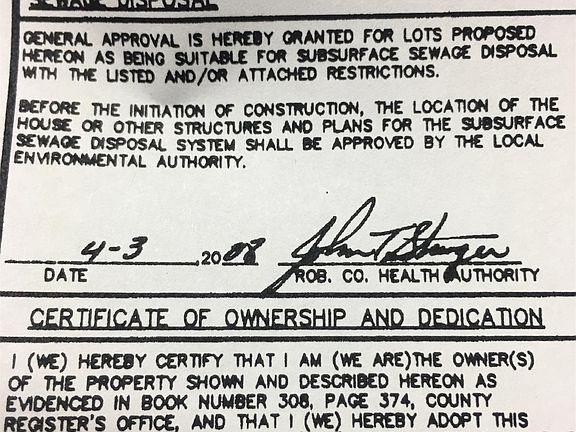 SEWAGE DISPOSAL
GENERAL APPROVAL IS HEREBY GRANTED FOR LOTS PROPOSED
HEREON AS BEING SUITABLE FOR SUBSURFACE SEWAGE DISPOSAL
WITH THE LISTED AND/OR ATTACHED RESTRICTIONS.
BEFORE THE INITIATION OF CONSTRUCTION, THE LOCATION OF THE
HOUSE OR OTHER STRUCTURES AND PLANS FOR THE SUBSURFACE
SEWAGE DISPOSAL SYSTEM SHALL BE APPROVED BY THE LOCAL
ENVIRONMENTAL AUTHORITY.
4-3 2008 John T.
DATE ROB. CO. HEALTH AUTHORITY
CERTIFICATE OF OWNERSHIP AND DEDICATION
I (WE) HEREBY CERTIFY THAT I AM (WE ARE)THE OWNER(S)
OF THE PROPERTY SHOWN AND DESCRIBED HEREON AS
EVIDENCED IN BOOK NUMBER 308, PAGE 374, COUNTY
REGISTER'S OFFICE, AND THAT I (WE) HEREBY ADOPT THIS